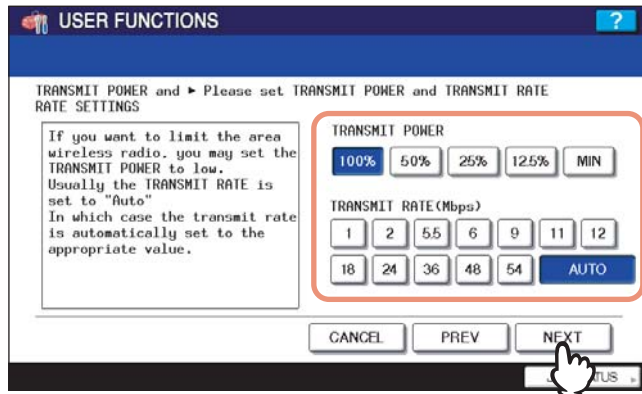 USER FUNCTIONS
?
TRANSMIT POWER and ► Please set TRANSMIT POWER and TRANSMIT RATE
RATE SETTINGS
If you want to limit the area
wireless radio, you may set the
TRANSMIT POWER to low.
Usually the TRANSMIT RATE is
set to "Auto"
In which case the transmit rate
is automatically set to the
appropriate value.
TRANSMIT POWER
100% 50% 25% 12.5% MIN
TRANSMIT RATE(Mbps)
1 2 5.5 6 9 11 12
18 24 36 48 54 AUTO
CANCEL PREV NEXT